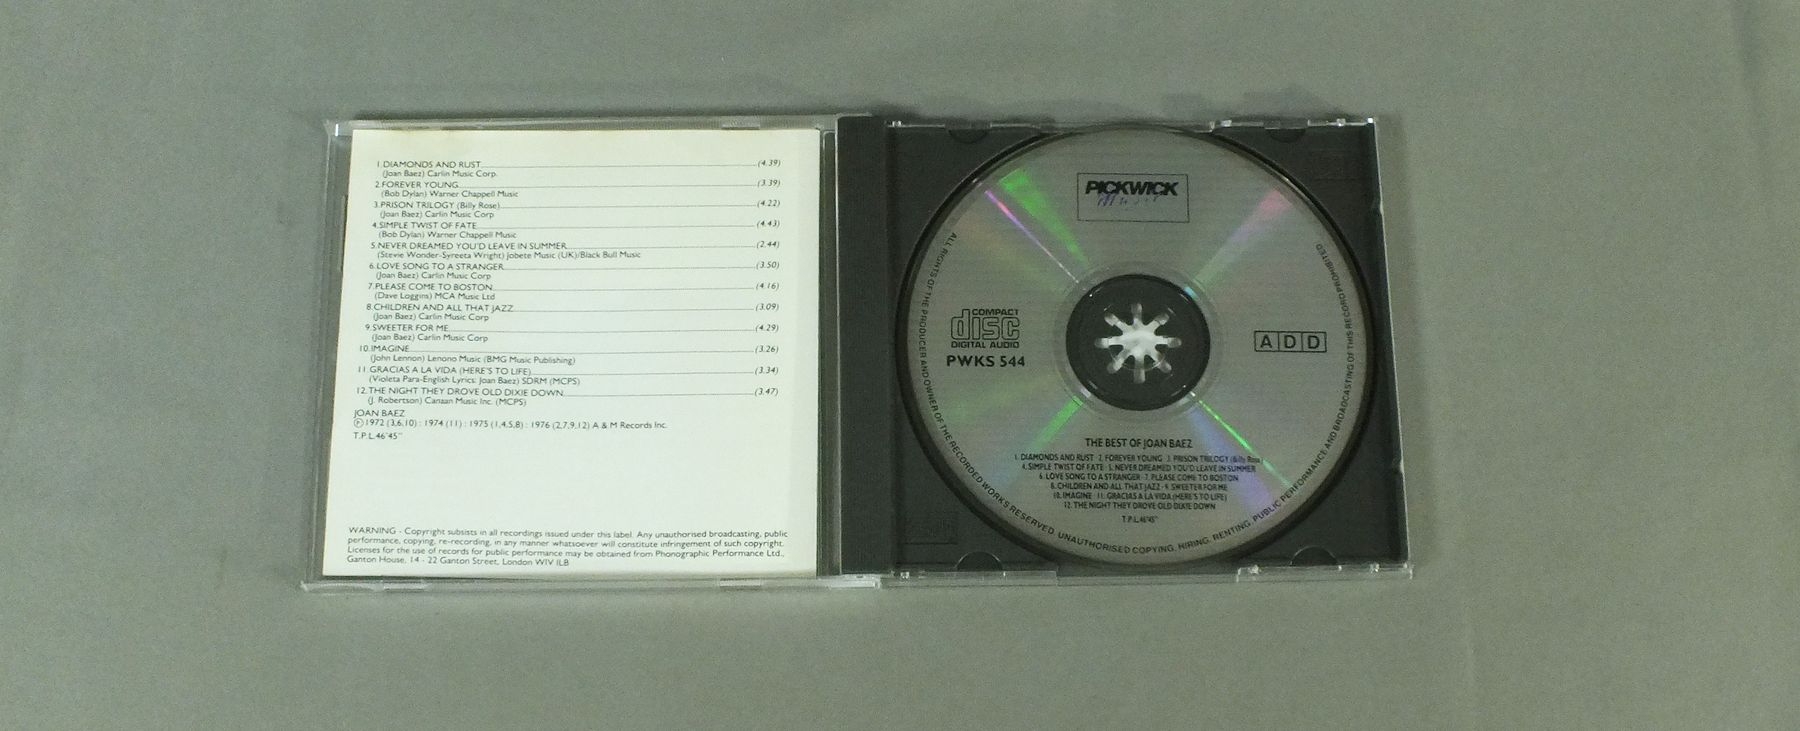 1.DIAMONDS AND RUST (4.39)
(Joan Baez) Carlin Music Corp.
2.FOREVER YOUNG (3.39)
(Bob Dylan) Warner Chappell Music
3.PRISON TRILOGY (Billy Rose) (4.22)
(Joan Baez) Carlin Music Corp
4.SIMPLE TWIST OF FATE (4.43)
(Bob Dylan) Warner Chappell Music
5.NEVER DREAMED YOU'D LEAVE IN SUMMER (2.44)
(Stevie Wonder-Syreeta Wright) Jobete Music (UK)/Black Bull Music
6.LOVE SONG TO A STRANGER (3.50)
(Joan Baez) Carlin Music Corp
7.PLEASE COME TO BOSTON (4.16)
(Dave Loggins) MCA Music Ltd
8.CHILDREN AND ALL THAT JAZZ (3.09)
(Joan Baez) Carlin Music Corp
9.SWEETER FOR ME (4.29)
(Joan Baez) Carlin Music Corp
10.IMAGINE (3.26)
(John Lennon) Lenono Music (BMG Music Publishing)
11.GRACIAS A LA VIDA (HERE'S TO LIFE) (3.34)
(Violeta Para-English Lyrics: Joan Baez) SDRM (MCPS)
12.THE NIGHT THEY DROVE OLD DIXIE DOWN (3.47)
(J. Robertson) Canaan Music Inc. (MCPS)
JOAN BAEZ
Ⓟ1972 (3,6,10) : 1974 (11) : 1975 (1,4,5,8) : 1976 (2,7,9,12) A & M Records Inc.
T.P.L.46'45"
WARNING - Copyright subsists in all recordings issued under this label. Any unauthorised broadcasting, public
performance, copying, re-recording, in any manner whatsoever will constitute infringement of such copyright.
Licenses for the use of records for public performance may be obtained from Phonographic Performance Ltd.,
Ganton House, 14 - 22 Ganton Street, London W1V 1LB
PICKWICK
Music
COMPACT
disc
DIGITAL AUDIO
PWKS 544
ADD
THE BEST OF JOAN BAEZ
1. DIAMONDS AND RUST · 2. FOREVER YOUNG · 3. PRISON TRILOGY (Billy Rose)
4. SIMPLE TWIST OF FATE · 5. NEVER DREAMED YOU'D LEAVE IN SUMMER
6. LOVE SONG TO A STRANGER · 7. PLEASE COME TO BOSTON
8. CHILDREN AND ALL THAT JAZZ · 9. SWEETER FOR ME
10. IMAGINE · 11. GRACIAS A LA VIDA (HERE'S TO LIFE)
12. THE NIGHT THEY DROVE OLD DIXIE DOWN
T.P.L.46'45"
ALL RIGHTS OF THE PRODUCER AND OWNER OF THE RECORDED WORKS RESERVED. UNAUTHORISED COPYING, HIRING, RENTING, PUBLIC PERFORMANCE AND BROADCASTING OF THIS RECORD PROHIBITED